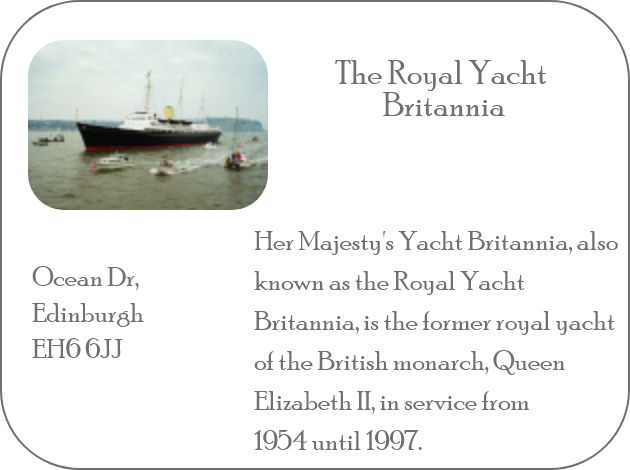 The Royal Yacht
Britannia
Her Majesty's Yacht Britannia, also
known as the Royal Yacht
Britannia, is the former royal yacht
of the British monarch, Queen
Elizabeth II, in service from
1954 until 1997.
Ocean Dr,
Edinburgh
EH6 6JJ